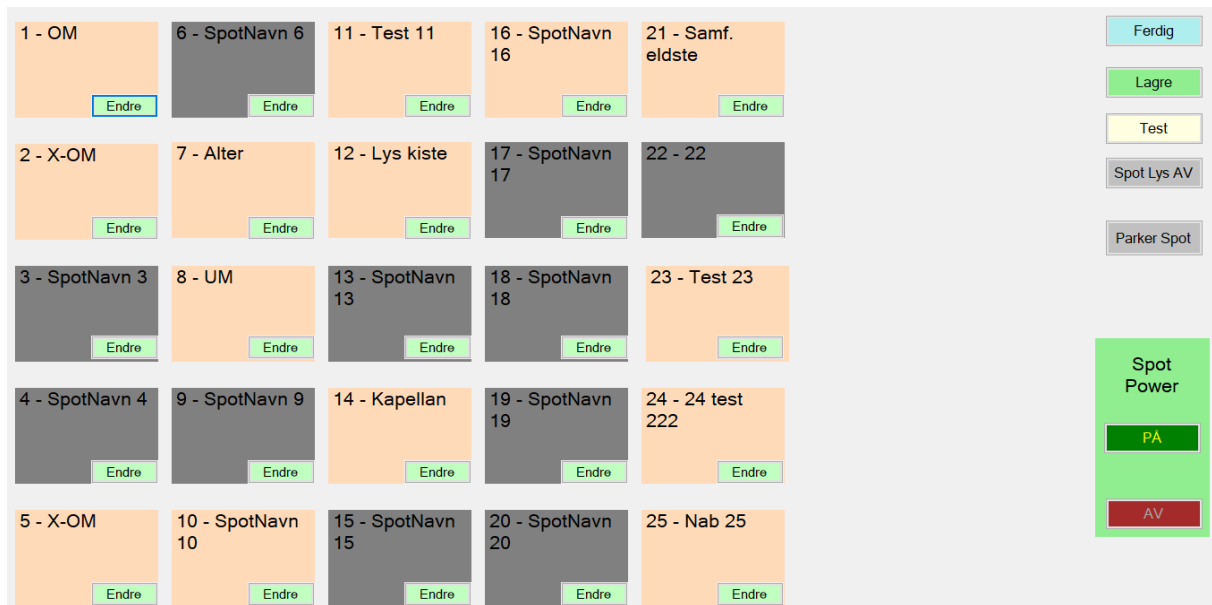 1 - OM
Endre
6 - SpotNavn 6
Endre
11 - Test 11
Endre
16 - SpotNavn
16
Endre
21 - Samf.
eldste
Endre
2 - X-OM
Endre
7 - Alter
Endre
12 - Lys kiste
Endre
17 - SpotNavn
17
Endre
22 - 22
Endre
3 - SpotNavn 3
Endre
8 - UM
Endre
13 - SpotNavn
13
Endre
18 - SpotNavn
18
Endre
23 - Test 23
Endre
4 - SpotNavn 4
Endre
9 - SpotNavn 9
Endre
14 - Kapellan
Endre
19 - SpotNavn
19
Endre
24 - 24 test
222
Endre
5 - X-OM
Endre
10 - SpotNavn
10
Endre
15 - SpotNavn
15
Endre
20 - SpotNavn
20
Endre
25 - Nab 25
Endre
Ferdig
Lagre
Test
Spot Lys AV
Parker Spot
Spot
Power
PÅ
AV